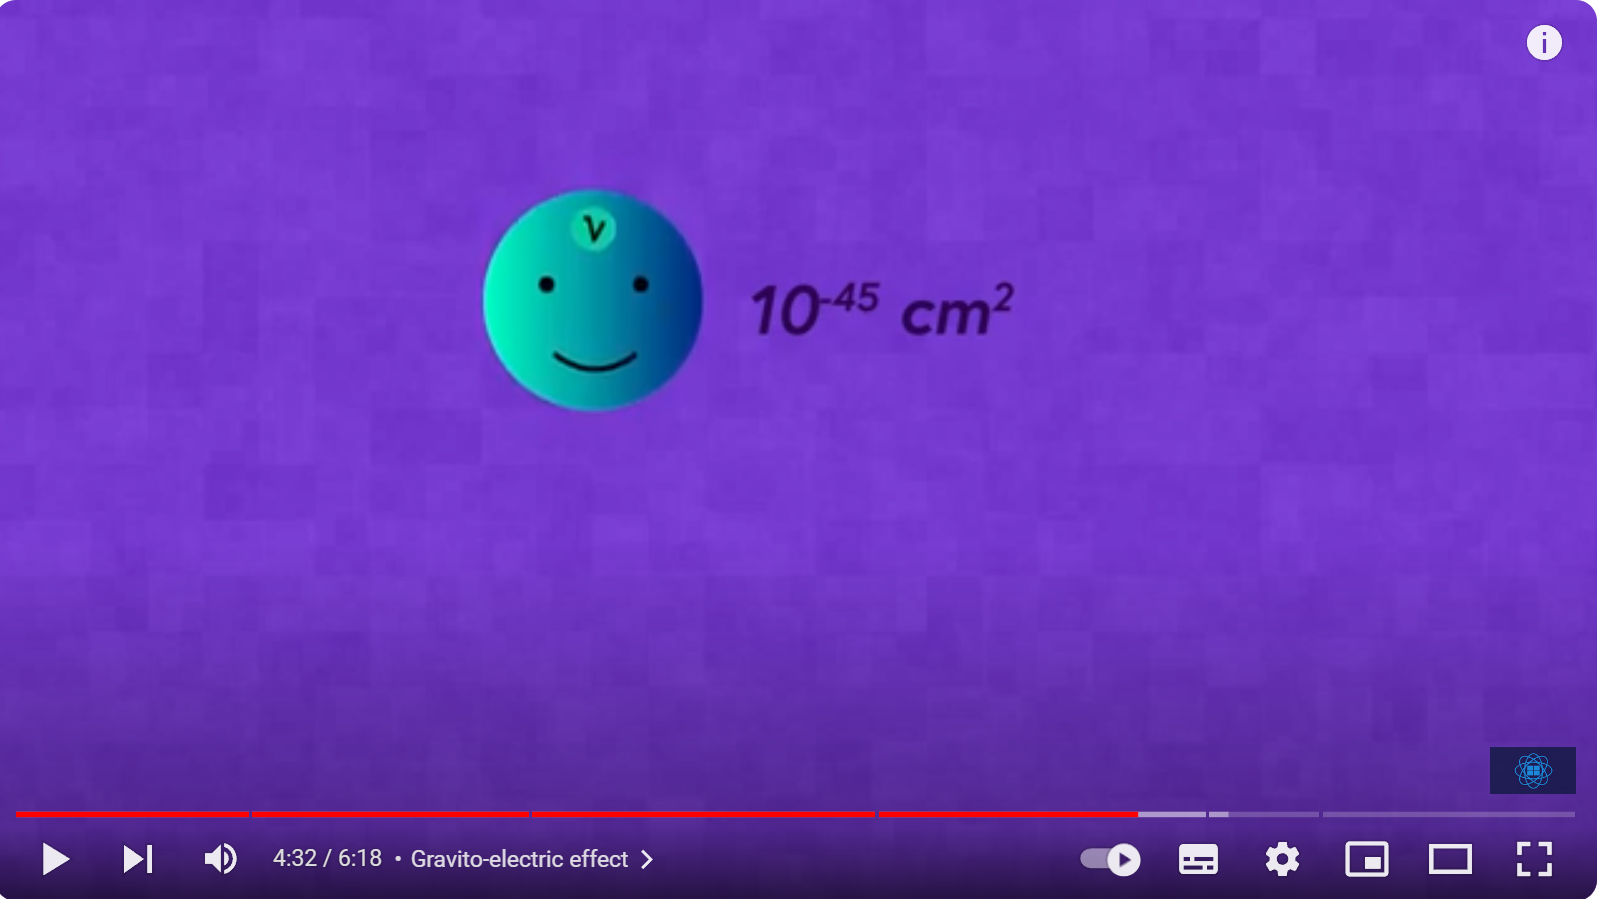 i
ν
10⁻⁴⁵ cm²
4:32 / 6:18 • Gravito-electric effect >